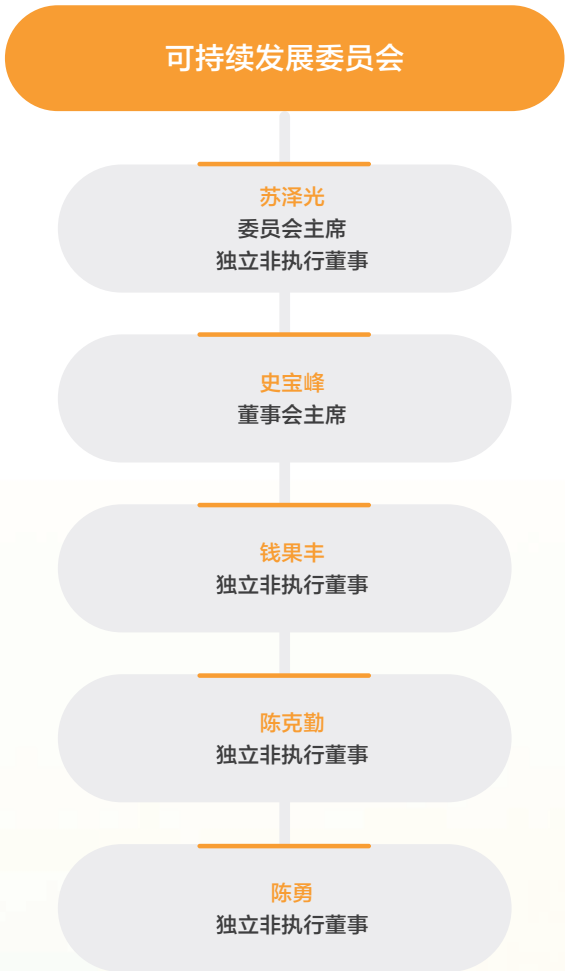 可持续发展委员会
苏泽光
委员会主席
独立非执行董事
史宝峰
董事会主席
钱果丰
独立非执行董事
陈克勤
独立非执行董事
陈勇
独立非执行董事